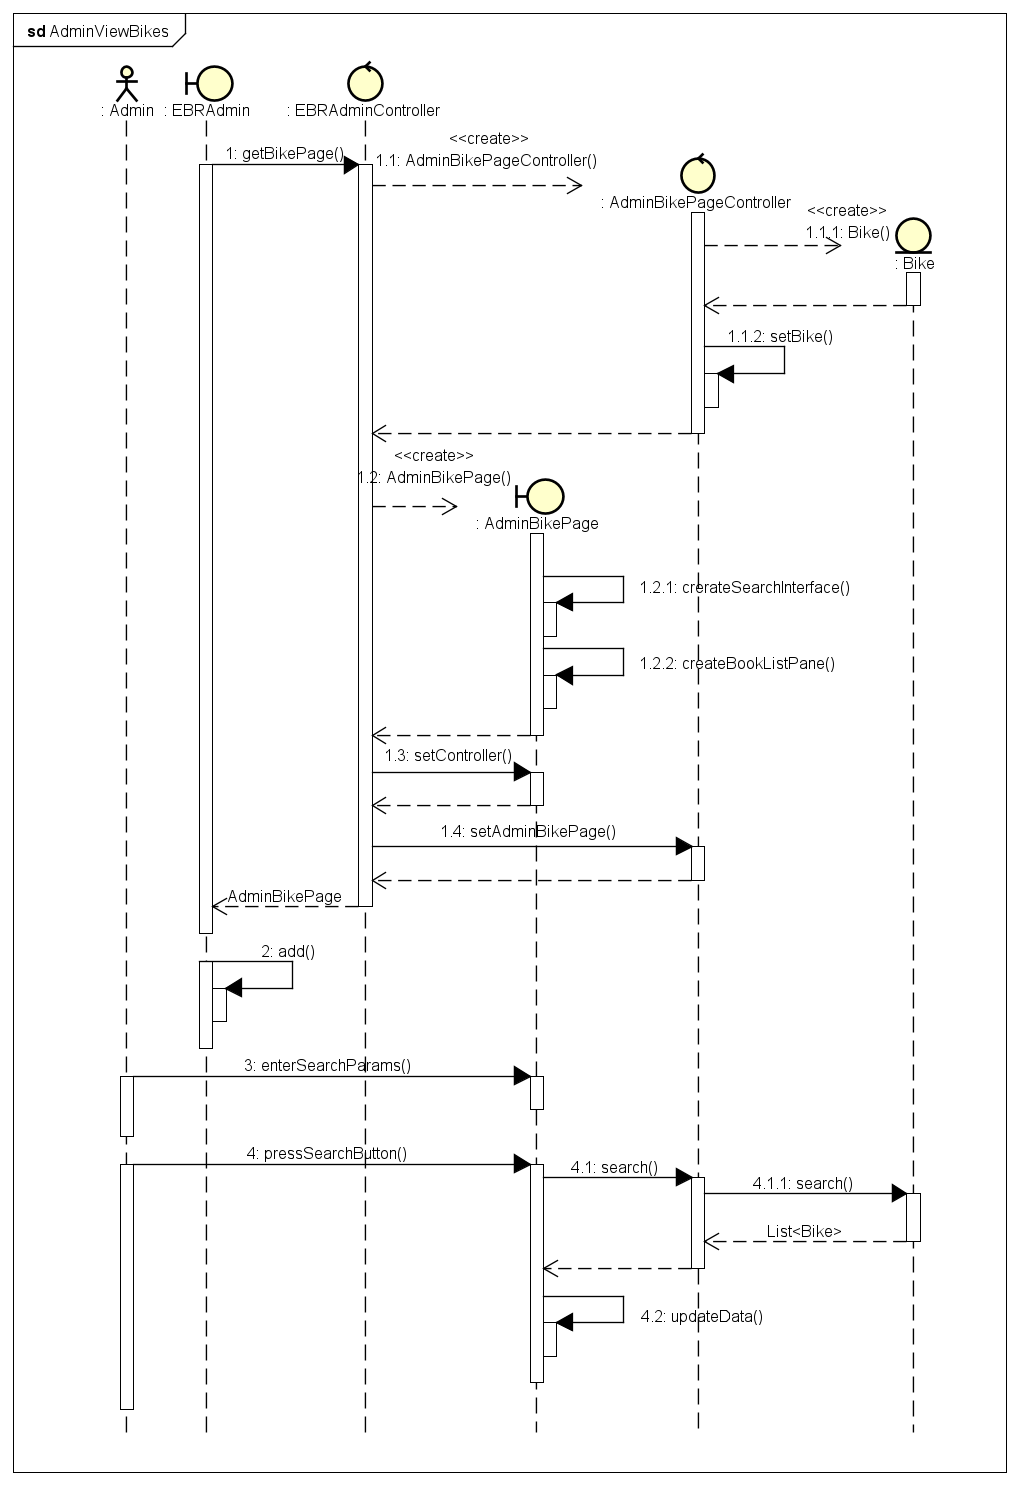 sd AdminViewBikes
: Admin
: EBRAdmin
: EBRAdminController
<<create>>
1: getBikePage()
1.1: AdminBikePageController()
: AdminBikePageController
<<create>>
1.1.1: Bike()
: Bike
1.1.2: setBike()
<<create>>
1.2: AdminBikePage()
: AdminBikePage
1.2.1: crerateSearchInterface()
1.2.2: createBookListPane()
1.3: setController()
1.4: setAdminBikePage()
AdminBikePage
2: add()
3: enterSearchParams()
4: pressSearchButton()
4.1: search()
4.1.1: search()
List<Bike>
4.2: updateData()